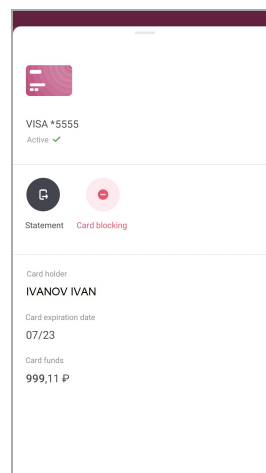 VISA *5555
Active
Statement Card blocking
Card holder
IVANOV IVAN
Card expiration date
07/23
Card funds
999,11 ₽